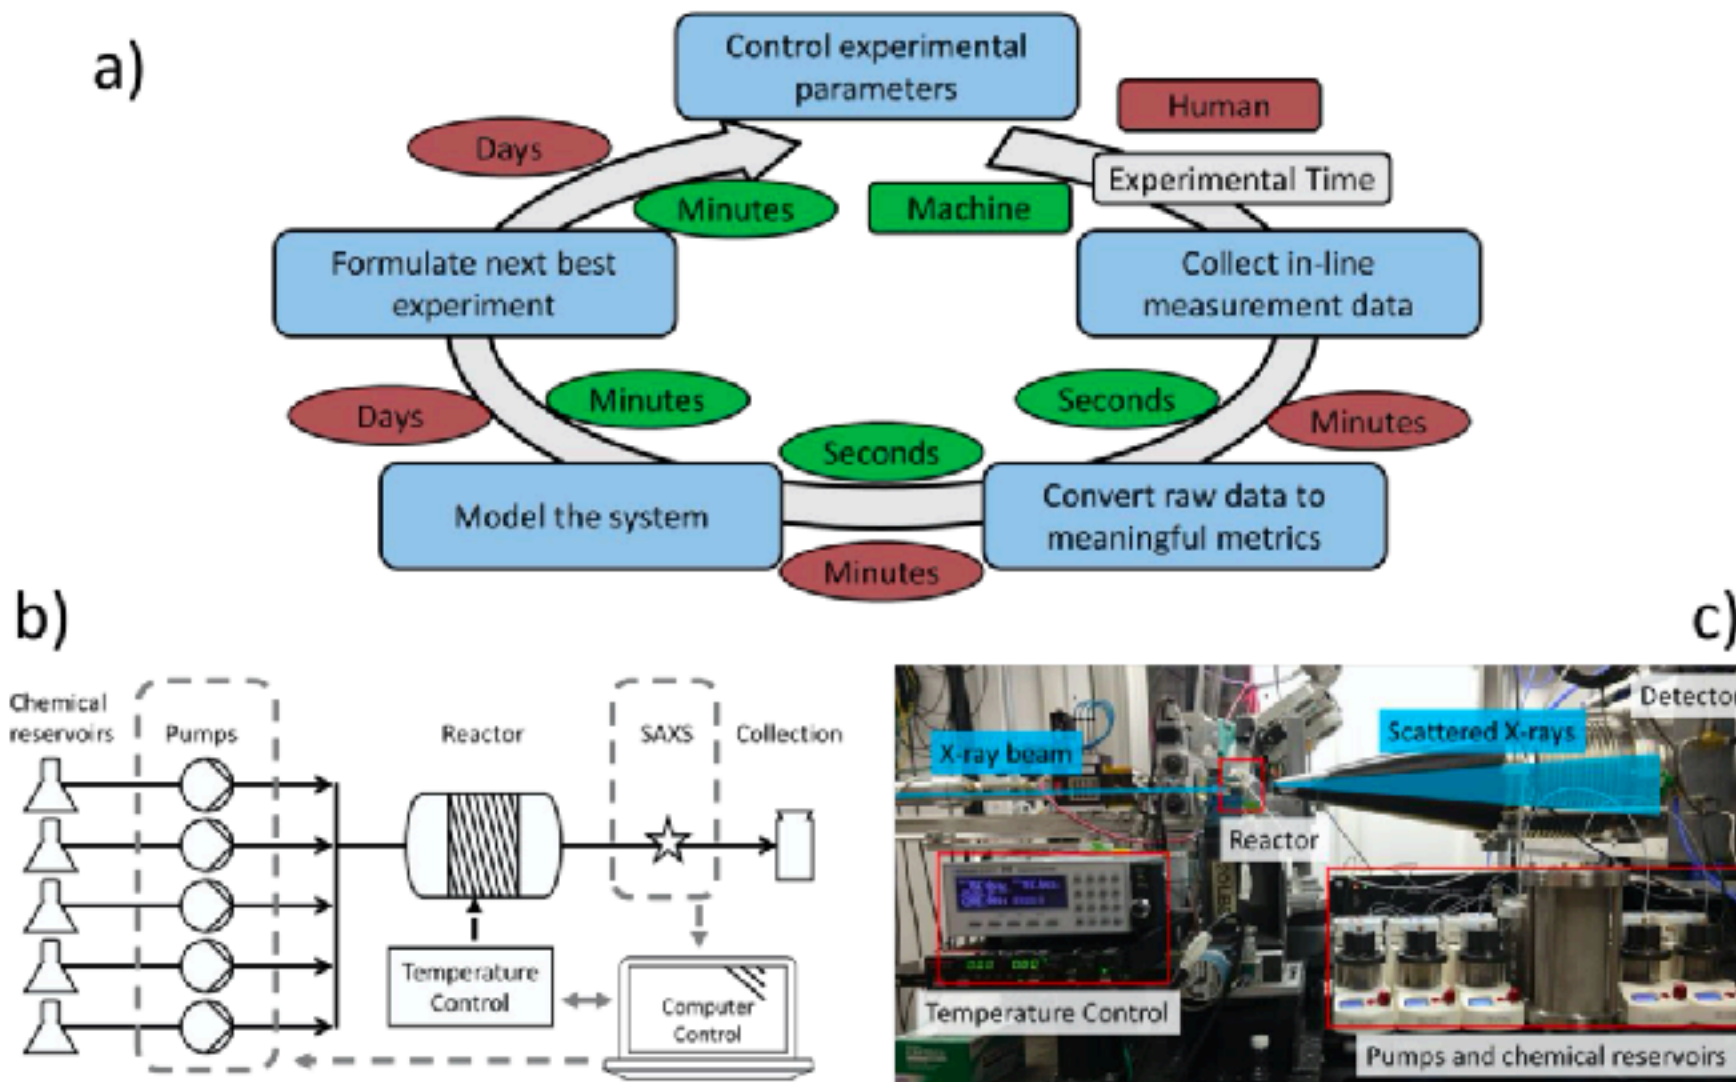 a)
Control experimental
parameters
Human
Days
Experimental Time
Minutes
Machine
Formulate next best
experiment
Collect in-line
measurement data
Days
Minutes
Seconds
Minutes
Seconds
Model the system
Convert raw data to
meaningful metrics
Minutes
b)
Chemical
reservoirs
Pumps
Reactor
SAXS
Collection
Temperature
Control
Computer
Control
c)
Detector
Scattered X-rays
X-ray beam
Reactor
Temperature Control
Pumps and chemical reservoirs